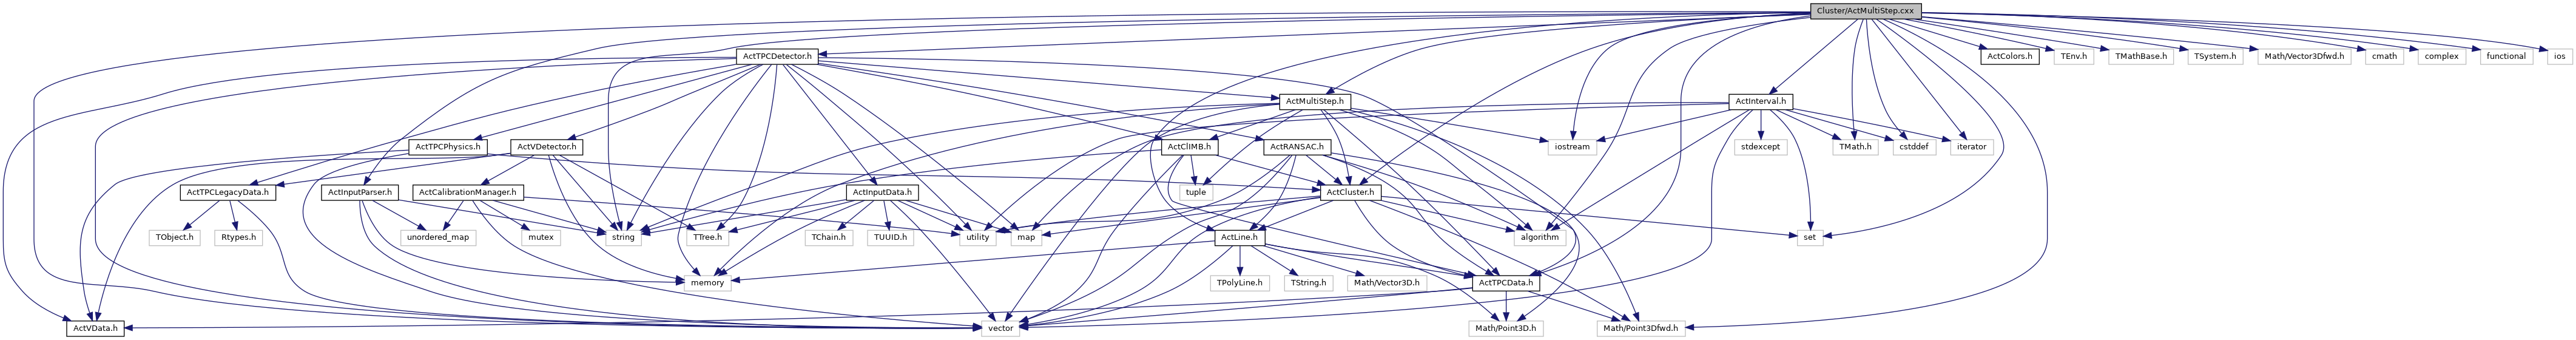 Cluster/ActMultiStep.cxx
ActTPCDetector.h
ActColors.h
TEnv.h
TMathBase.h
TSystem.h
Math/Vector3Dfwd.h
cmath
complex
functional
ios
ActMultiStep.h
ActInterval.h
ActTPCPhysics.h
ActVDetector.h
ActClIMB.h
ActRANSAC.h
iostream
stdexcept
TMath.h
cstddef
iterator
ActTPCLegacyData.h
ActInputParser.h
ActCalibrationManager.h
ActInputData.h
tuple
ActCluster.h
TObject.h
Rtypes.h
unordered_map
mutex
string
TTree.h
TChain.h
TUUID.h
utility
map
ActLine.h
algorithm
set
memory
TPolyLine.h
TString.h
Math/Vector3D.h
ActTPCData.h
ActVData.h
vector
Math/Point3D.h
Math/Point3Dfwd.h